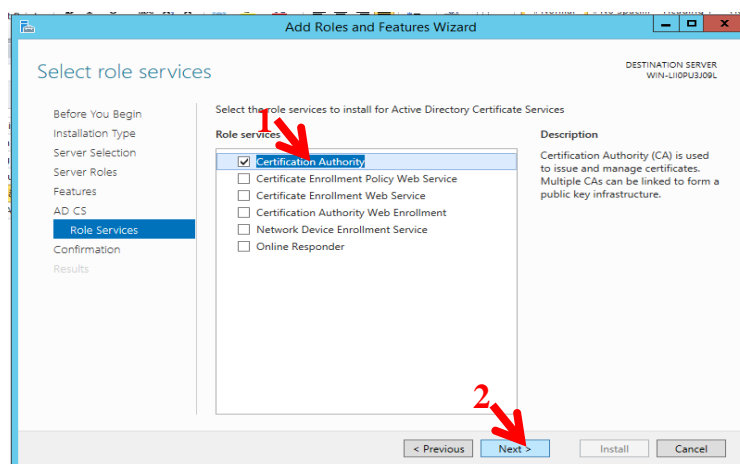 Add Roles and Features Wizard
Select role services
DESTINATION SERVER
WIN-LII0PU3J09L
Before You Begin
Installation Type
Server Selection
Server Roles
Features
AD CS
Role Services
Confirmation
Results
Select the role services to install for Active Directory Certificate Services
1
Role services
Certification Authority
Certificate Enrollment Policy Web Service
Certificate Enrollment Web Service
Certification Authority Web Enrollment
Network Device Enrollment Service
Online Responder
Description
Certification Authority (CA) is used
to issue and manage certificates.
Multiple CAs can be linked to form a
public key infrastructure.
2
< Previous
Next >
Install
Cancel